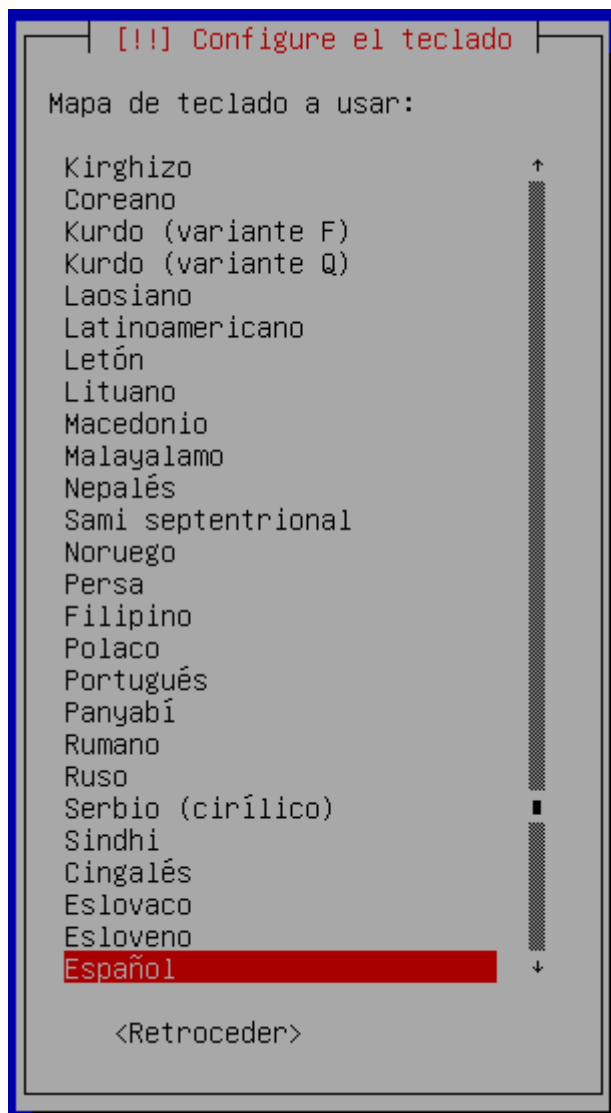 [!!] Configure el teclado
Mapa de teclado a usar:
Kirghizo
Coreano
Kurdo (variante F)
Kurdo (variante Q)
Laosiano
Latinoamericano
Letón
Lituano
Macedonio
Malayalamo
Nepalés
Sami septentrional
Noruego
Persa
Filipino
Polaco
Portugués
Panyabí
Rumano
Ruso
Serbio (cirílico)
Sindhi
Cingalés
Eslovaco
Esloveno
Español
<Retroceder>